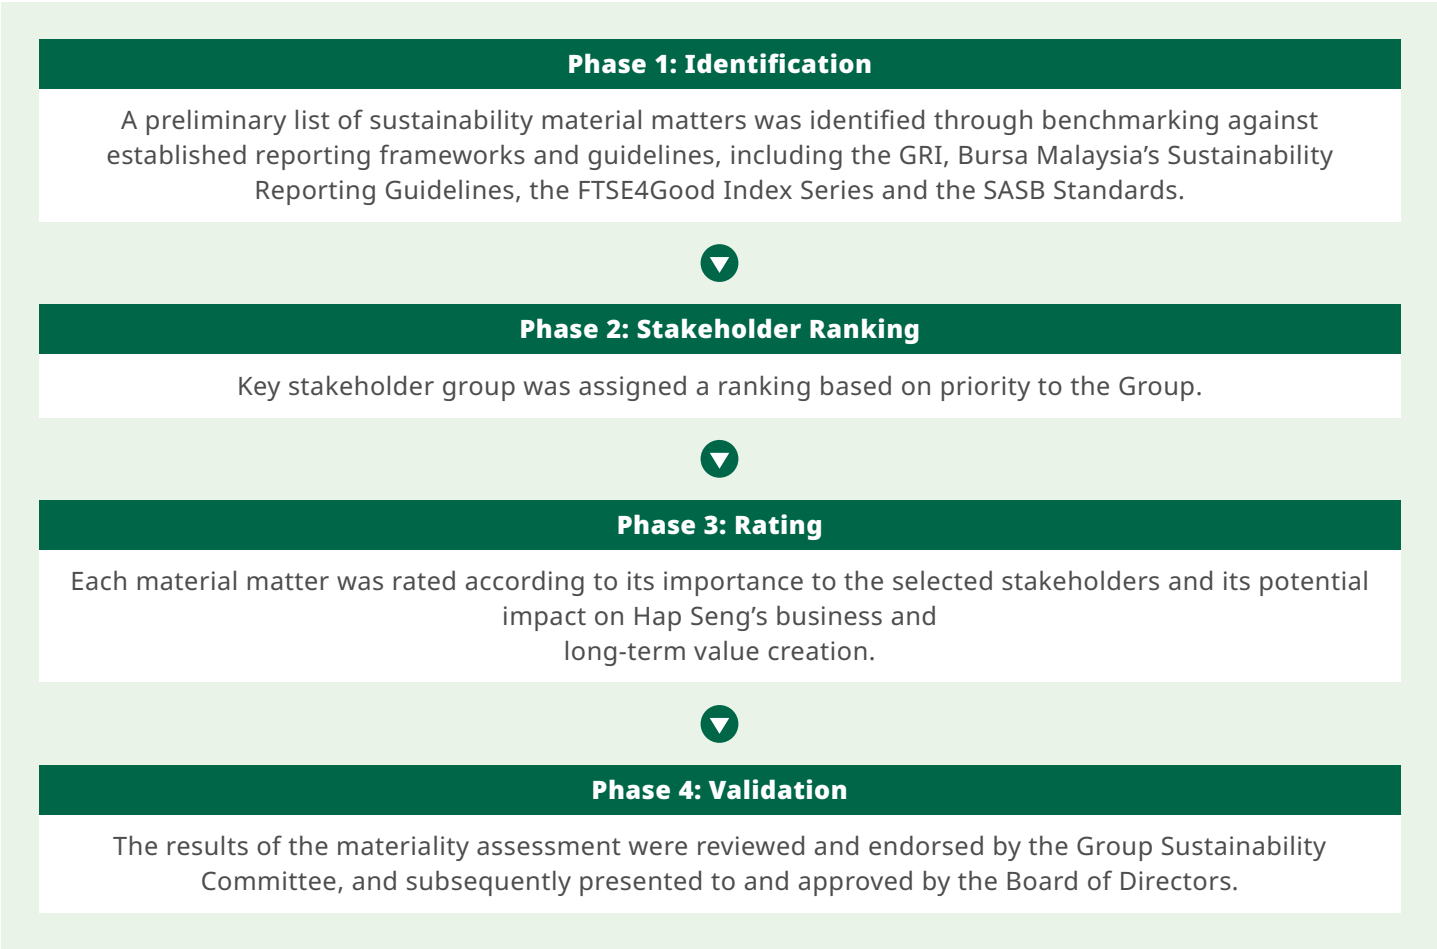 Phase 1: Identification
A preliminary list of sustainability material matters was identified through benchmarking against
established reporting frameworks and guidelines, including the GRI, Bursa Malaysia’s Sustainability
Reporting Guidelines, the FTSE4Good Index Series and the SASB Standards.
Phase 2: Stakeholder Ranking
Key stakeholder group was assigned a ranking based on priority to the Group.
Phase 3: Rating
Each material matter was rated according to its importance to the selected stakeholders and its potential
impact on Hap Seng’s business and
long-term value creation.
Phase 4: Validation
The results of the materiality assessment were reviewed and endorsed by the Group Sustainability
Committee, and subsequently presented to and approved by the Board of Directors.